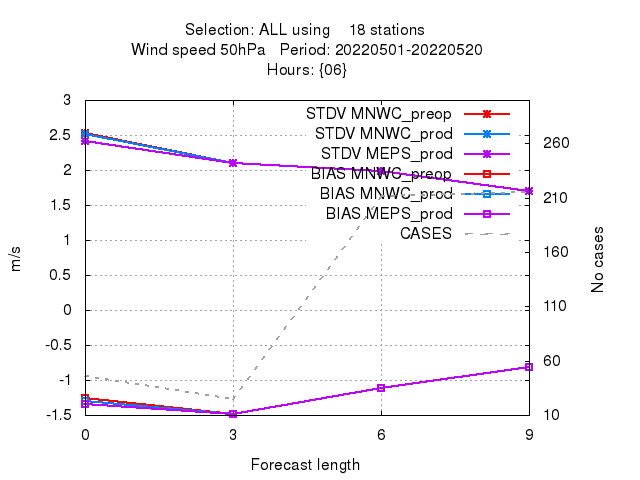 Selection: ALL using    18 stations
Wind speed 50hPa   Period: 20220501-20220520
Hours: {06}
3
2.5
2
1.5
1
0.5
0
-0.5
-1
-1.5
m/s
STDV MNWC_preop
STDV MNWC_prod
STDV MEPS_prod
BIAS MNWC_preop
BIAS MNWC_prod
BIAS MEPS_prod
CASES
260
210
160
110
60
10
No cases
0 3 6 9
Forecast length